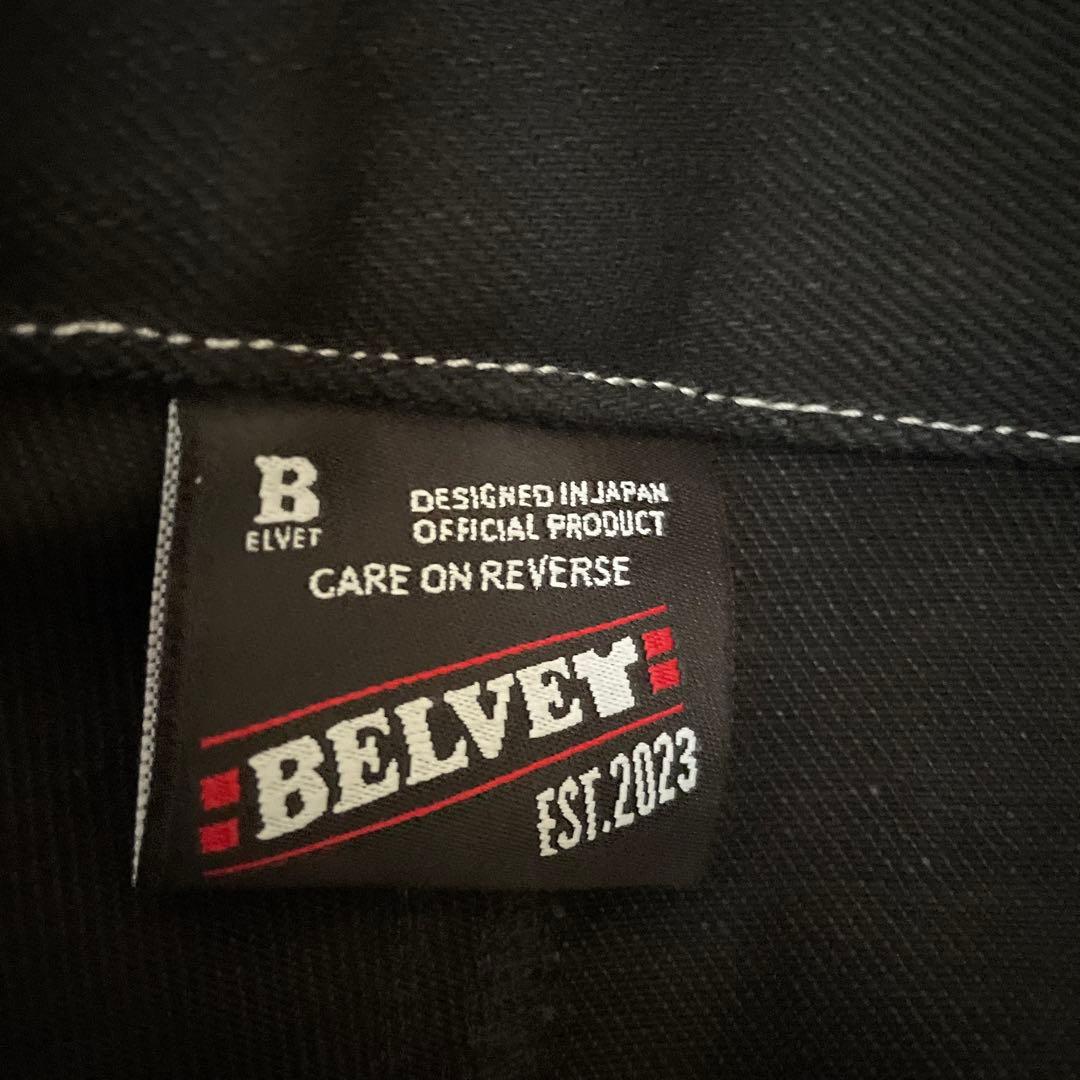 B
ELVET
DESIGNED IN JAPAN
OFFICIAL PRODUCT
CARE ON REVERSE
BELVET
EST.2023